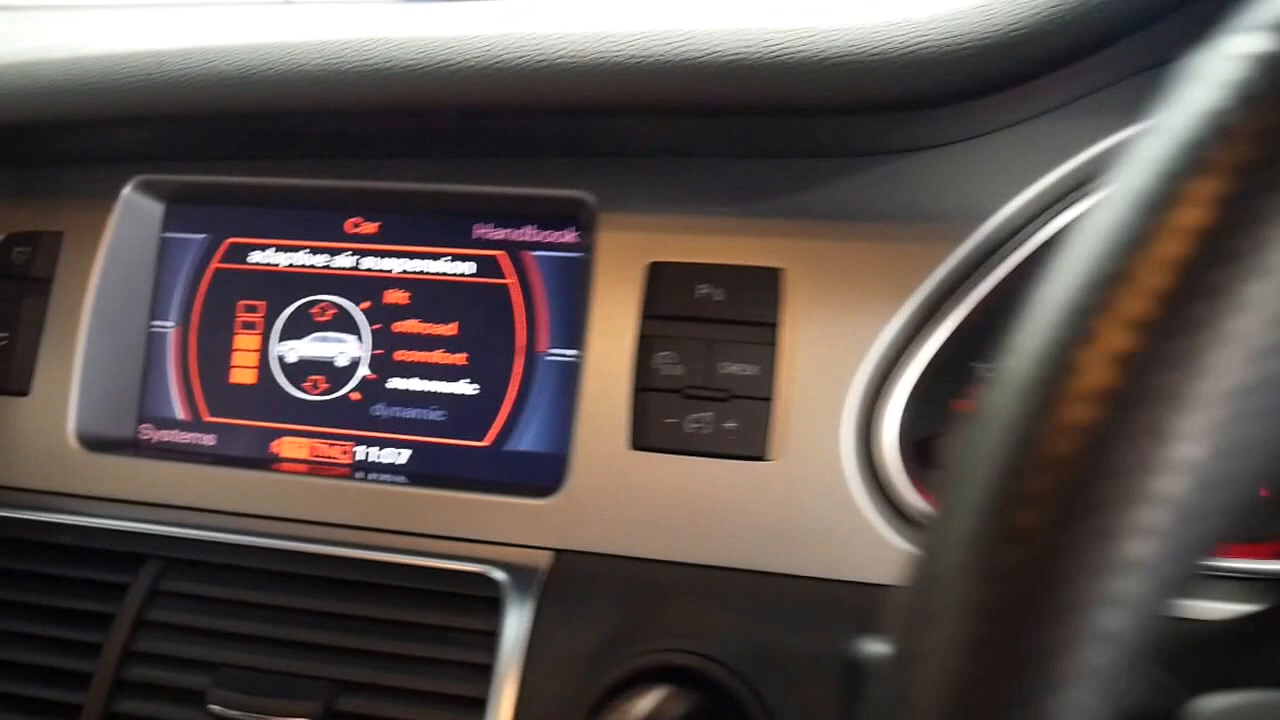 Car
Handbook
adaptive air suspension
lift
offroad
comfort
automatic
dynamic
Systems
11:07